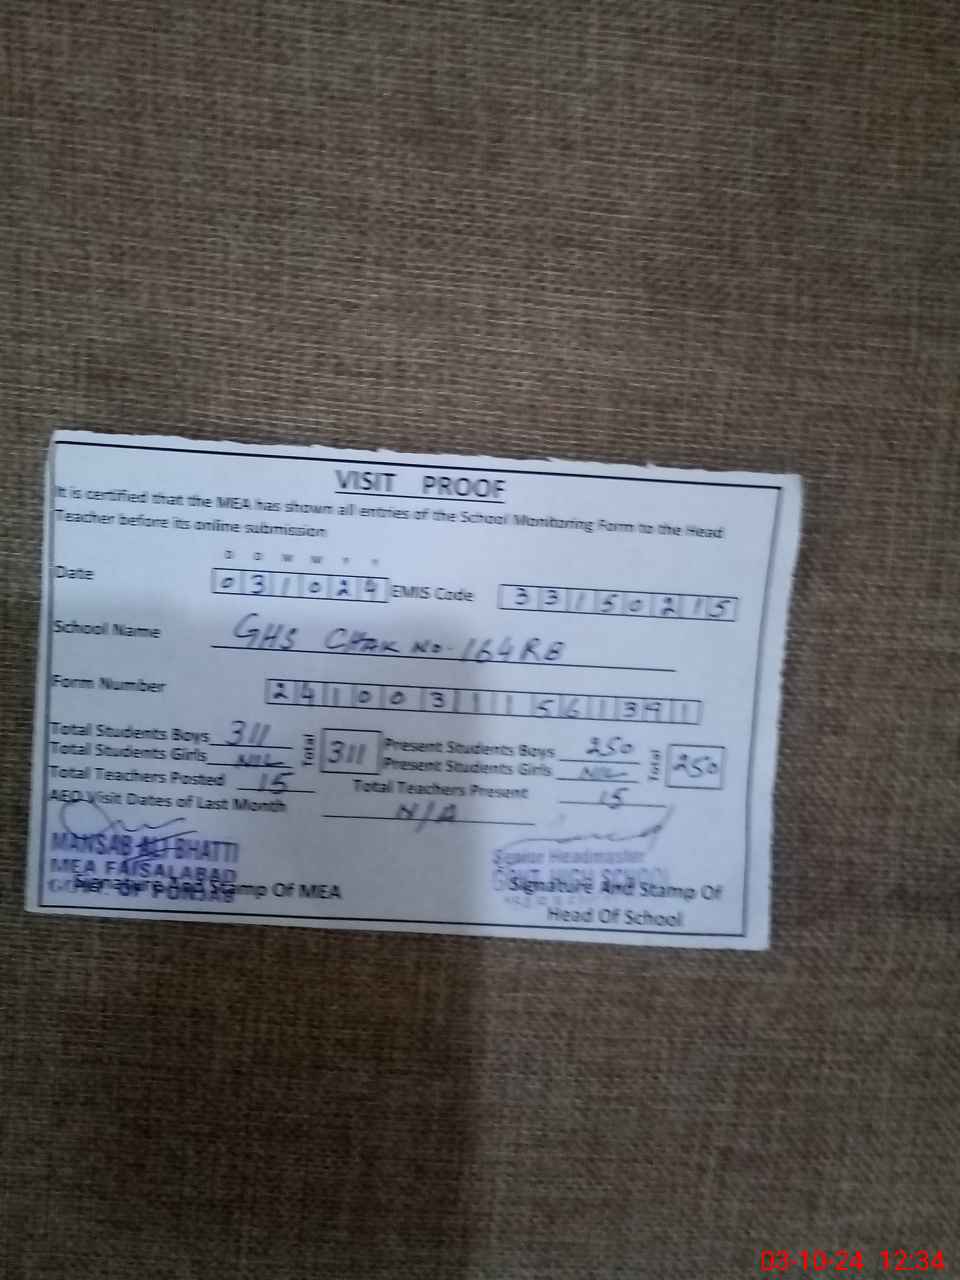 VISIT PROOF
It is certified that the MEA has shown all entries of the School Monitoring Form to the Head
Teacher before its online submission
D D M M Y Y
Date 0 3 1 0 2 4 EMIS Code 3 3 1 5 0 2 1 5
School Name GHS CHAK NO- 164RB
Form Number 2 4 1 0 0 3 1 1 5 6 1 3 9 1
Total Students Boys 311 311 Present Students Boys 250 250
Total Students Girls NIL Present Students Girls NIL
Total Teachers Posted 15 Total Teachers Present 15
AEO Visit Dates of Last Month N/A
MANSAB ALI BHATTI
MEA FAISALABAD
GOVT. OF PUNJAB
Signature And Stamp Of MEA
Senior Headmaster
GOVT HIGH SCHOOL
Signature And Stamp Of
Head Of School
03-10-24 12:34